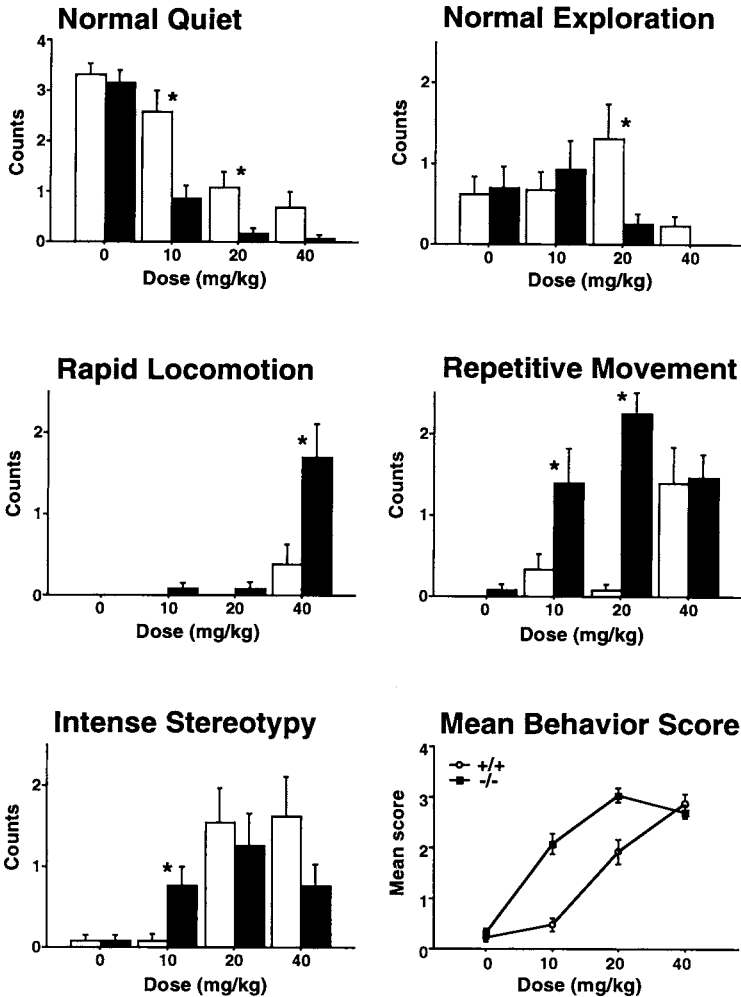 Normal Quiet
4
3
2
1
0
Counts
*
*
0 10 20 40
Dose (mg/kg)
Normal Exploration
2
1
0
Counts
*
0 10 20 40
Dose (mg/kg)
Rapid Locomotion
2
1
0
Counts
*
0 10 20 40
Dose (mg/kg)
Repetitive Movement
2
1
0
Counts
*
*
0 10 20 40
Dose (mg/kg)
Intense Stereotypy
2
1
0
Counts
*
0 10 20 40
Dose (mg/kg)
Mean Behavior Score
4
3
2
1
0
Mean score
+/+
-/-
0 10 20 40
Dose (mg/kg)